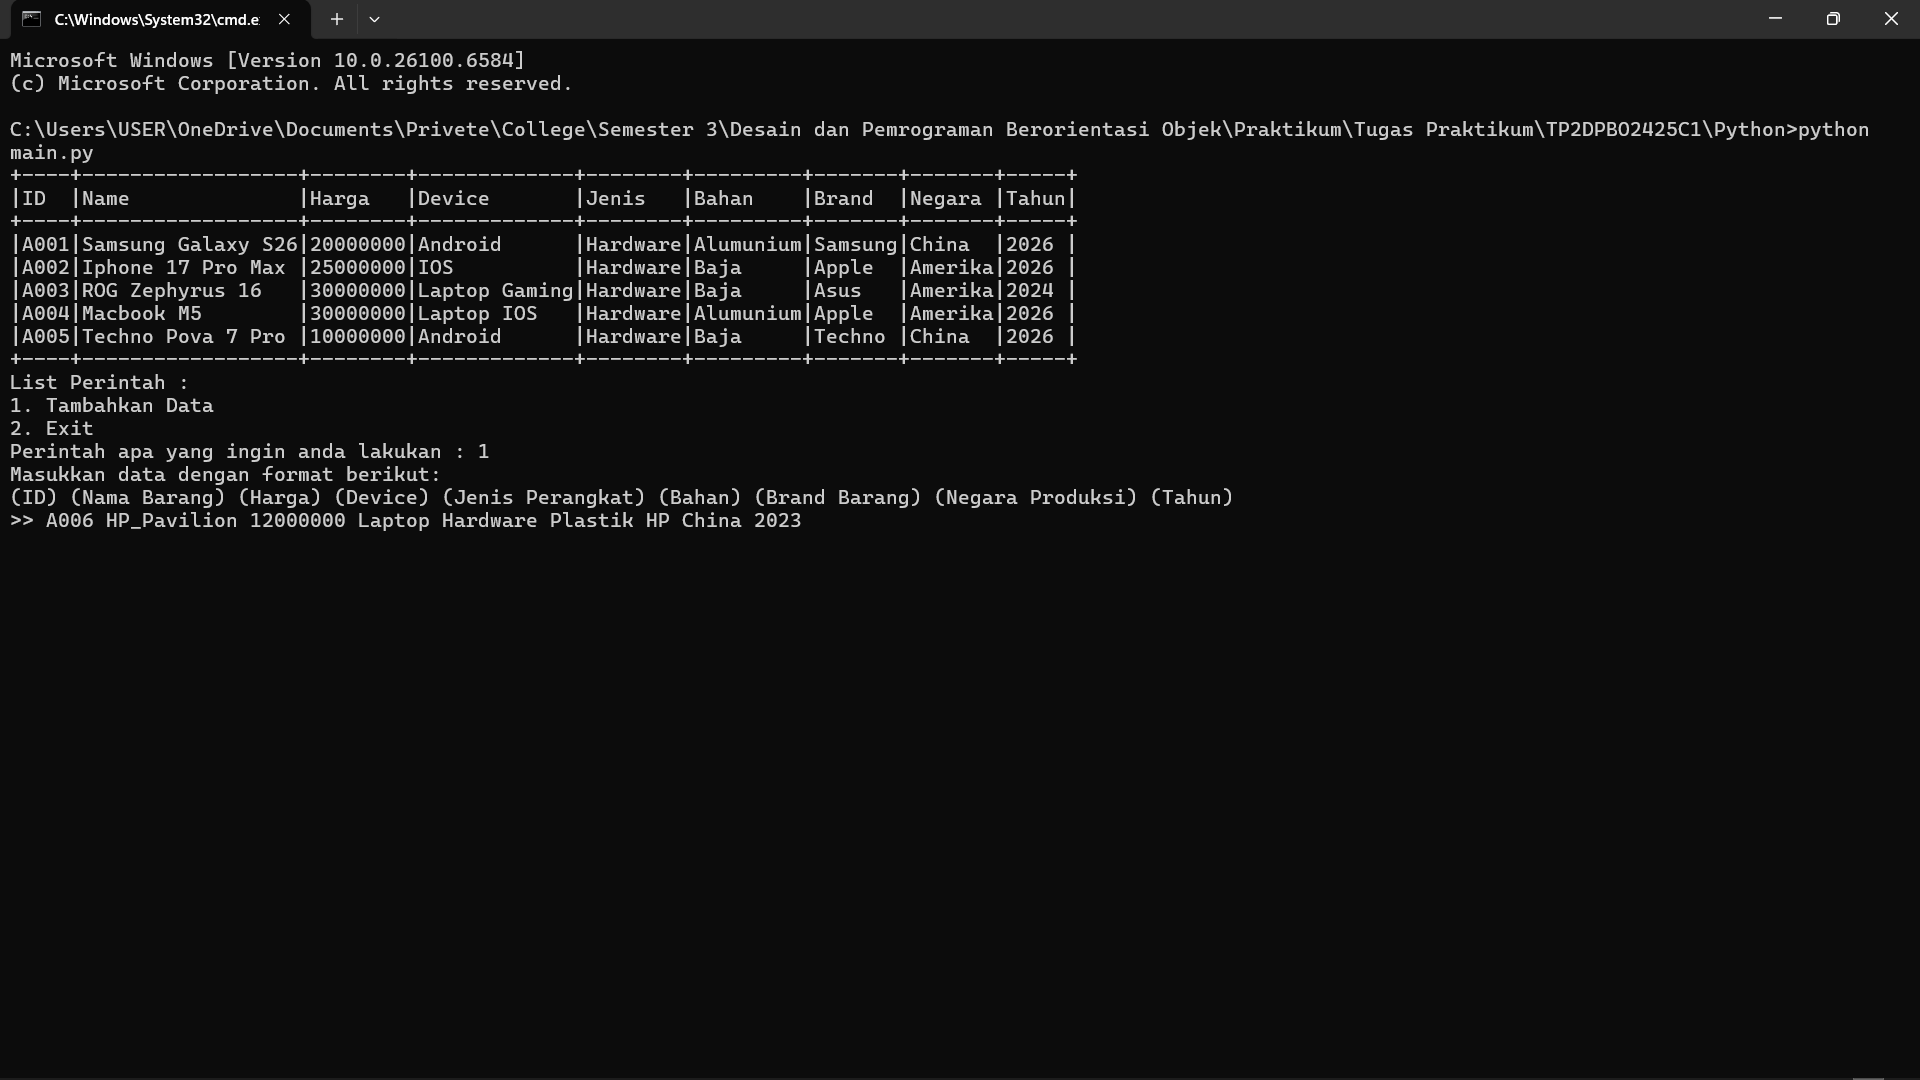 C:\Windows\System32\cmd.e
Microsoft Windows [Version 10.0.26100.6584]
(c) Microsoft Corporation. All rights reserved.
C:\Users\USER\OneDrive\Documents\Privete\College\Semester 3\Desain dan Pemrograman Berorientasi Objek\Praktikum\Tugas Praktikum\TP2DPBO2425C1\Python>python
main.py
+----+------------------+--------+-------------+--------+---------+-------+-------+-----+
|ID  |Name              |Harga   |Device       |Jenis   |Bahan    |Brand  |Negara |Tahun|
+----+------------------+--------+-------------+--------+---------+-------+-------+-----+
|A001|Samsung Galaxy S26|20000000|Android      |Hardware|Alumunium|Samsung|China  |2026 |
|A002|Iphone 17 Pro Max |25000000|IOS          |Hardware|Baja     |Apple  |Amerika|2026 |
|A003|ROG Zephyrus 16   |30000000|Laptop Gaming|Hardware|Baja     |Asus   |Amerika|2024 |
|A004|Macbook M5        |30000000|Laptop IOS   |Hardware|Alumunium|Apple  |Amerika|2026 |
|A005|Techno Pova 7 Pro |10000000|Android      |Hardware|Baja     |Techno |China  |2026 |
+----+------------------+--------+-------------+--------+---------+-------+-------+-----+
List Perintah :
1. Tambahkan Data
2. Exit
Perintah apa yang ingin anda lakukan : 1
Masukkan data dengan format berikut:
(ID) (Nama Barang) (Harga) (Device) (Jenis Perangkat) (Bahan) (Brand Barang) (Negara Produksi) (Tahun)
>> A006 HP_Pavilion 12000000 Laptop Hardware Plastik HP China 2023